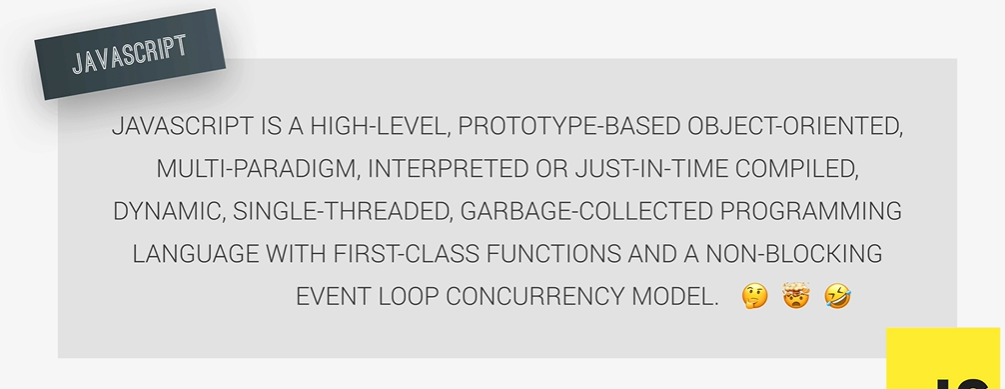 JAVASCRIPT
JAVASCRIPT IS A HIGH-LEVEL, PROTOTYPE-BASED OBJECT-ORIENTED,
MULTI-PARADIGM, INTERPRETED OR JUST-IN-TIME COMPILED,
DYNAMIC, SINGLE-THREADED, GARBAGE-COLLECTED PROGRAMMING
LANGUAGE WITH FIRST-CLASS FUNCTIONS AND A NON-BLOCKING
EVENT LOOP CONCURRENCY MODEL. 🤔 🤯 🤣